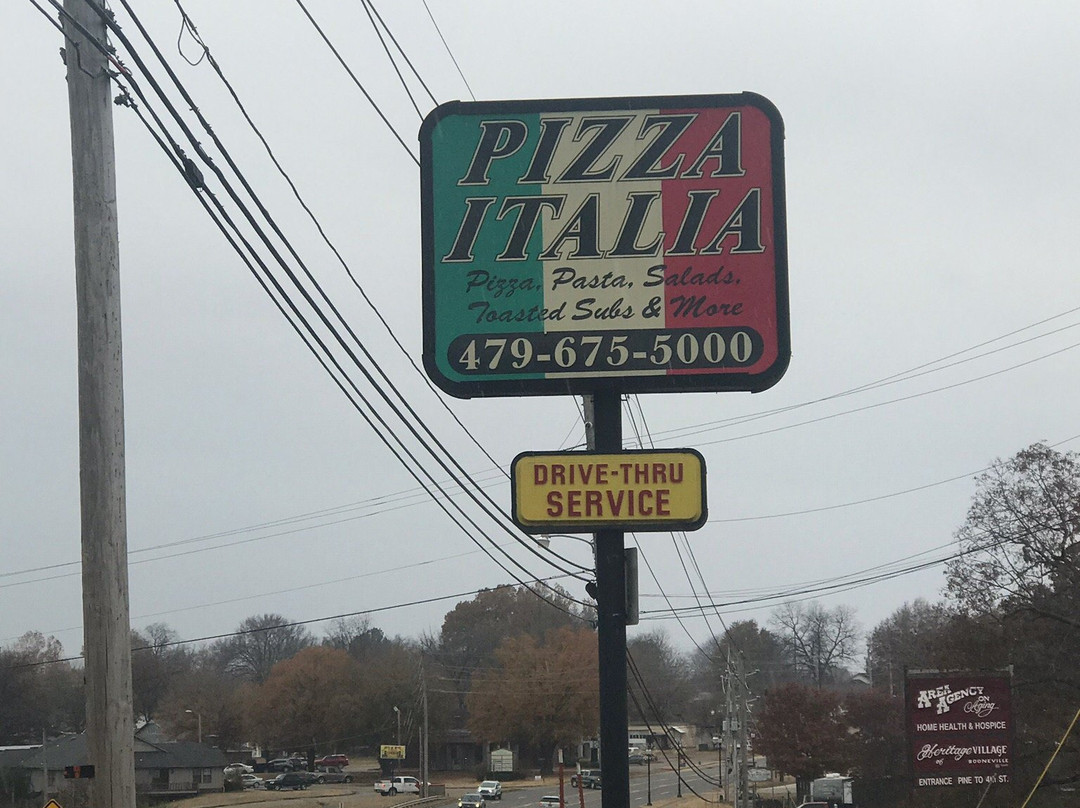 PIZZA
ITALIA
Pizza, Pasta, Salads,
Toasted Subs & More
479-675-5000
DRIVE-THRU
SERVICE
AREA
AGENCY ON
Aging
HOME HEALTH & HOSPICE
Heritage VILLAGE
of BOONEVILLE
ENTRANCE PINE TO 4th ST.